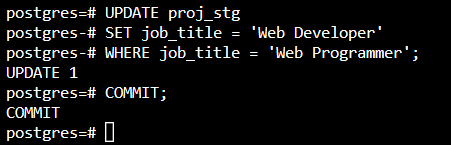 postgres=# UPDATE proj_stg
postgres-# SET job_title = 'Web Developer'
postgres-# WHERE job_title = 'Web Programmer';
UPDATE 1
postgres=# COMMIT;
COMMIT
postgres=#